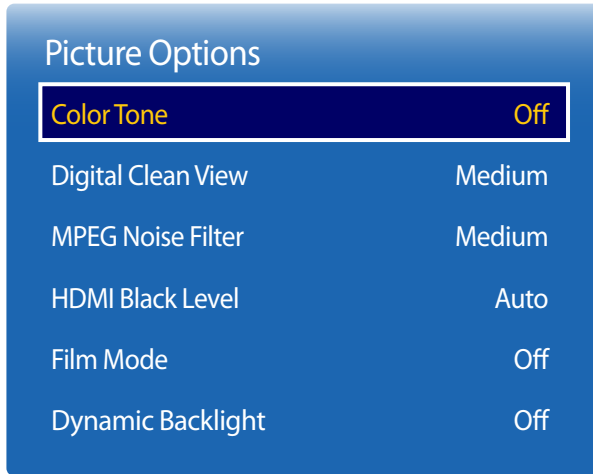 Picture Options
Color Tone Off
Digital Clean View Medium
MPEG Noise Filter Medium
HDMI Black Level Auto
Film Mode Off
Dynamic Backlight Off